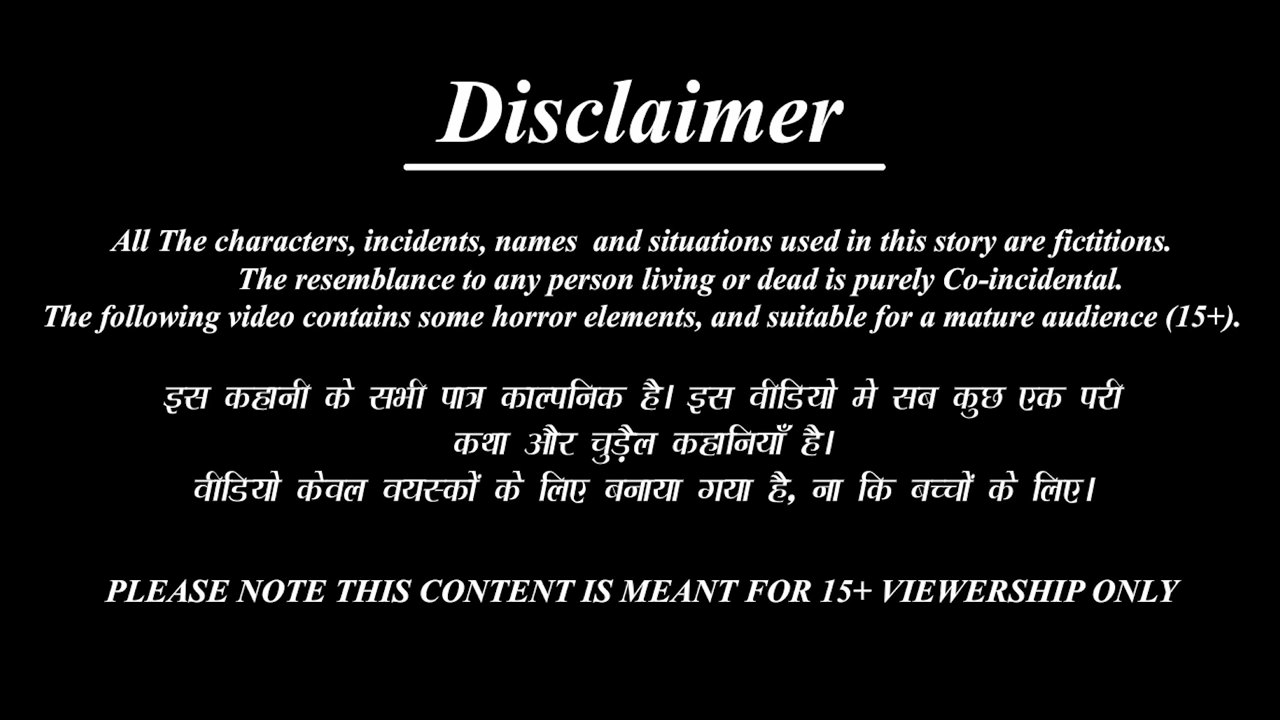 Disclaimer
All The characters, incidents, names and situations used in this story are fictitions.
The resemblance to any person living or dead is purely Co-incidental.
The following video contains some horror elements, and suitable for a mature audience (15+).
इस कहानी के सभी पात्र काल्पनिक है। इस वीडियो मे सब कुछ एक परी
कथा और चुड़ैल कहानियाँ है।
वीडियो केवल वयस्कों के लिए बनाया गया है, ना कि बच्चों के लिए।
PLEASE NOTE THIS CONTENT IS MEANT FOR 15+ VIEWERSHIP ONLY